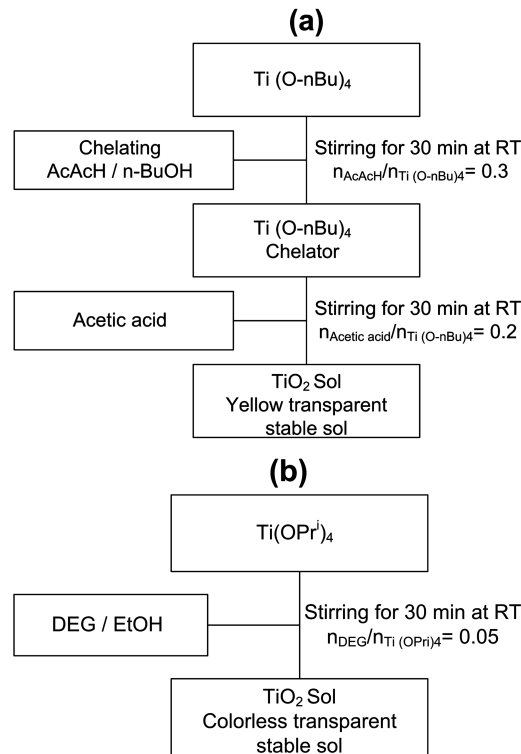 (a)
Ti (O-nBu)₄
Chelating
AcAcH / n-BuOH
Stirring for 30 min at RT
nAcAcH/nTi (O-nBu)4= 0.3
Ti (O-nBu)₄
Chelator
Acetic acid
Stirring for 30 min at RT
nAcetic acid/nTi (O-nBu)4= 0.2
TiO₂ Sol
Yellow transparent
stable sol
(b)
Ti(OPrⁱ)₄
DEG / EtOH
Stirring for 30 min at RT
nDEG/nTi (OPri)4= 0.05
TiO₂ Sol
Colorless transparent
stable sol